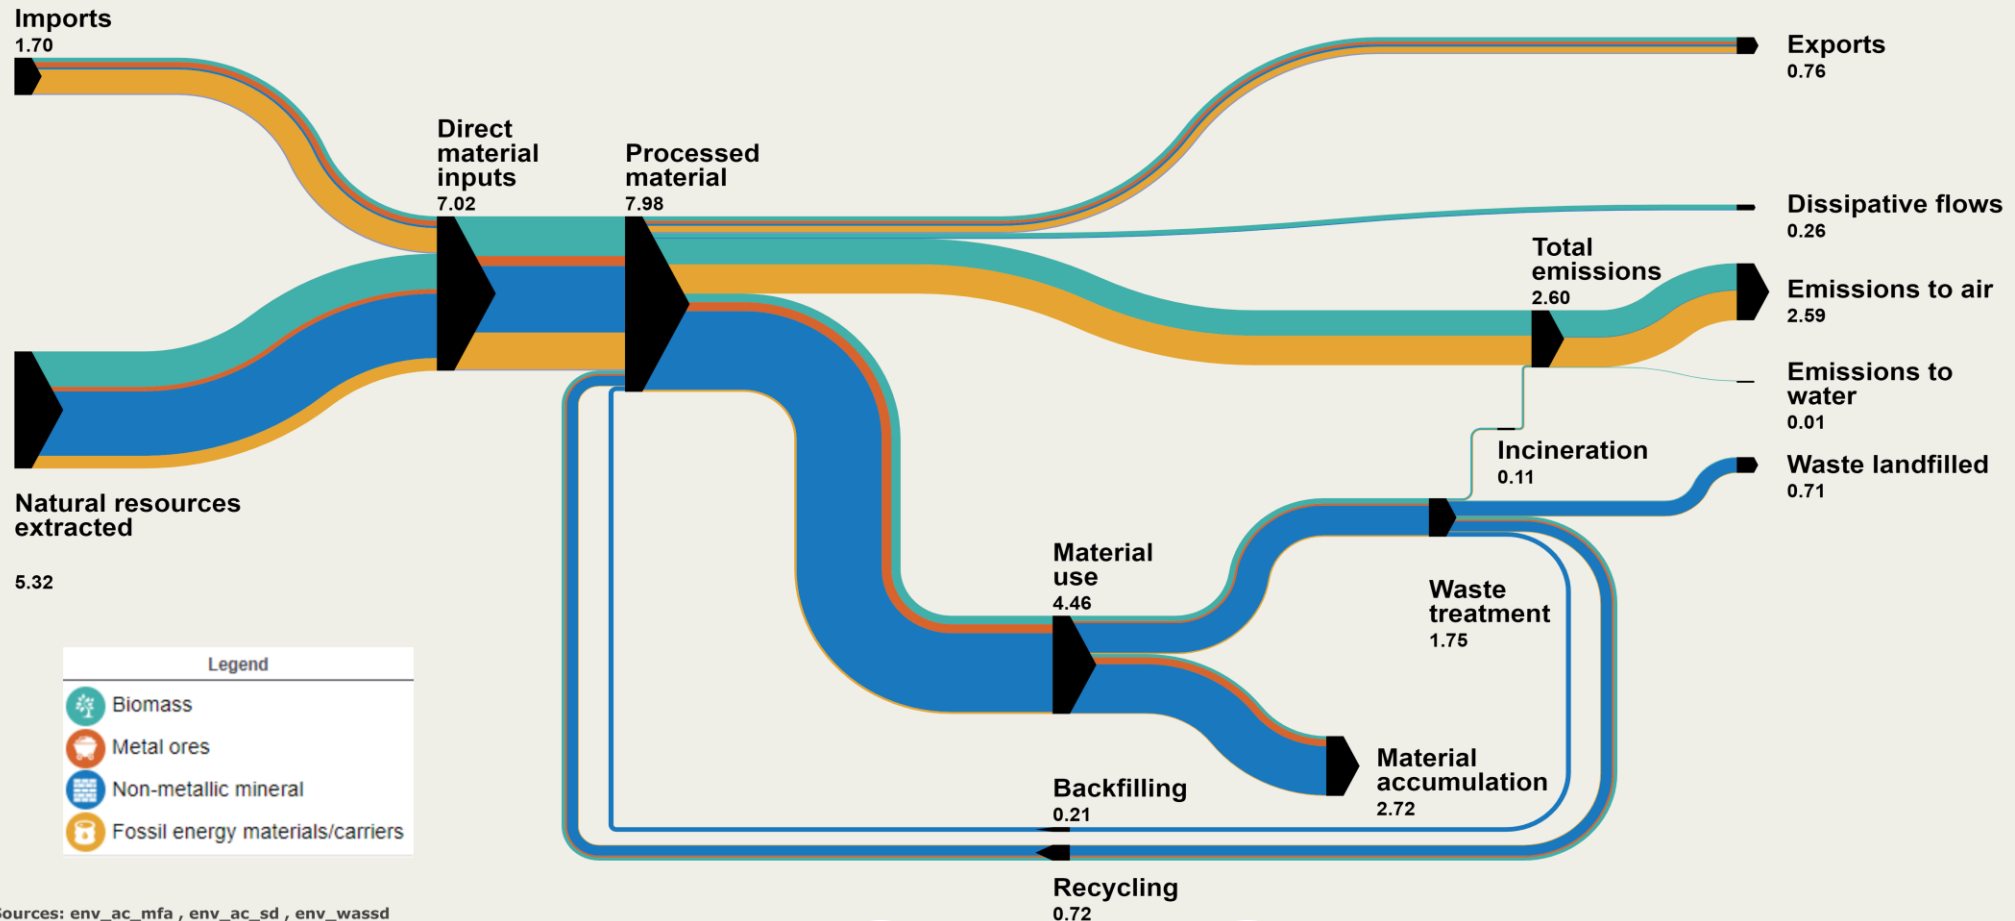 Imports
1.70
Exports
0.76
Direct
material
inputs
7.02
Processed
material
7.98
Dissipative flows
0.26
Total
emissions
2.60
Emissions to air
2.59
Emissions to
water
0.01
Incineration
0.11
Waste landfilled
0.71
Natural resources
extracted
5.32
Material
use
4.46
Waste
treatment
1.75
Legend
Biomass
Metal ores
Non-metallic mineral
Fossil energy materials/carriers
Material
accumulation
2.72
Backfilling
0.21
Recycling
0.72
Sources: env_ac_mfa , env_ac_sd , env_wassd